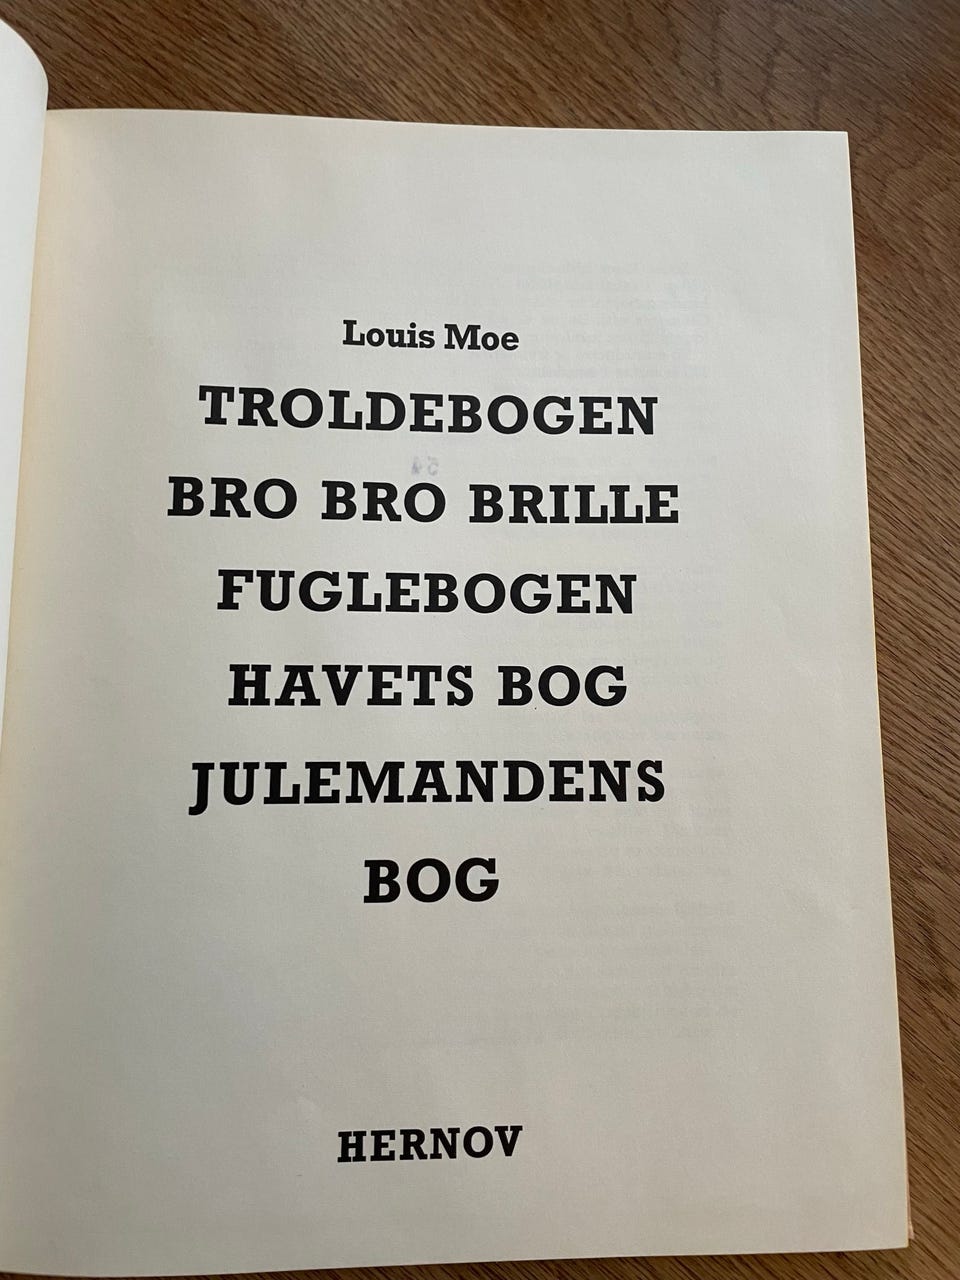 Louis Moe
TROLDEBOGEN
BRO BRO BRILLE
FUGLEBOGEN
HAVETS BOG
JULEMANDENS
BOG
HERNOV